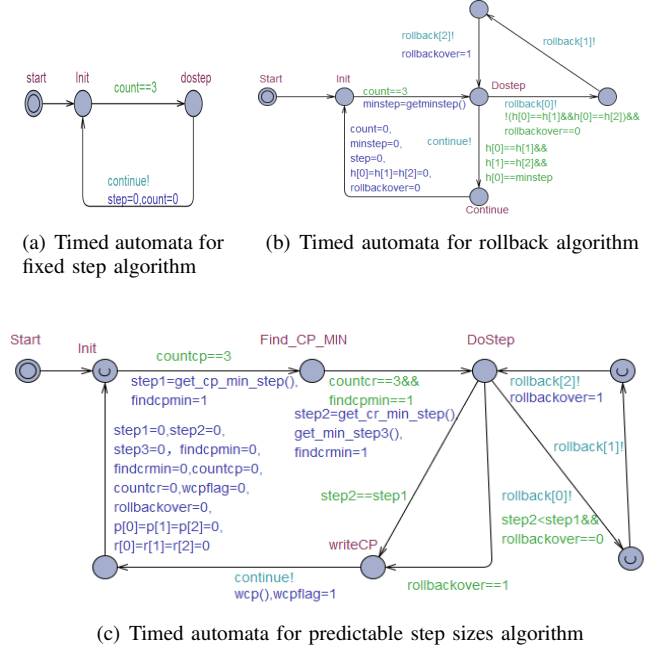 start
Init
dostep
count==3
continue!
step=0,count=0
(a) Timed automata for
fixed step algorithm
rollback[2]!
rollbackover=1
rollback[1]!
Start
Init
count==3
minstep=getminstep()
Dostep
rollback[0]!
!(h[0]==h[1]&&h[0]==h[2])&&
rollbackover==0
count=0,
minstep=0,
step=0,
h[0]=h[1]=h[2]=0,
rollbackover=0
continue!
h[0]==h[1]&&
h[1]==h[2]&&
h[0]==minstep
Continue
(b) Timed automata for rollback algorithm
Start
Init
countcp==3
step1=get_cp_min_step(),
findcpmin=1
Find_CP_MIN
countcr==3&&
findcpmin==1
step2=get_cr_min_step(),
get_min_step3(),
findcrmin=1
DoStep
rollback[2]!
rollbackover=1
rollback[1]!
rollback[0]!
step2<step1&&
rollbackover==0
step1=0,step2=0,
step3=0, findcpmin=0,
findcrmin=0,countcp=0,
countcr=0,wcpflag=0,
rollbackover=0,
p[0]=p[1]=p[2]=0,
r[0]=r[1]=r[2]=0
step2==step1
writeCP
continue!
wcp(),wcpflag=1
rollbackover==1
(c) Timed automata for predictable step sizes algorithm